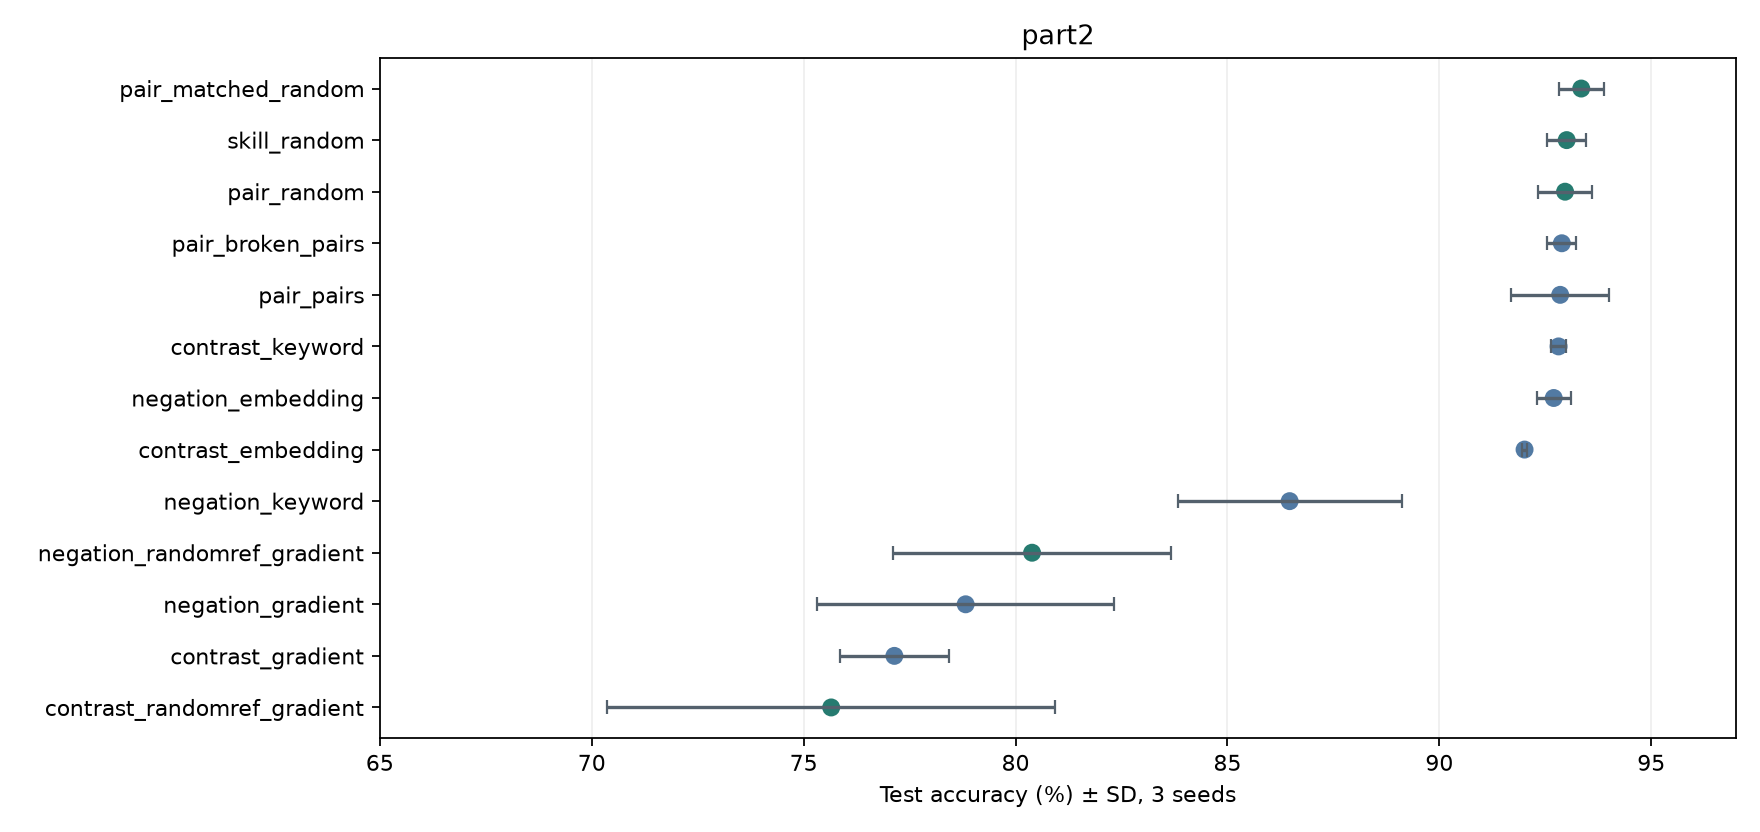 part2
pair_matched_random
skill_random
pair_random
pair_broken_pairs
pair_pairs
contrast_keyword
negation_embedding
contrast_embedding
negation_keyword
negation_randomref_gradient
negation_gradient
contrast_gradient
contrast_randomref_gradient
65 70 75 80 85 90 95
Test accuracy (%) ± SD, 3 seeds